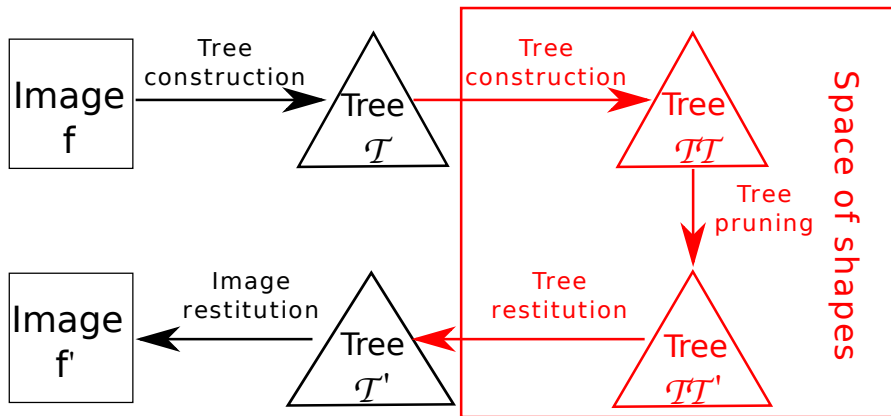 Image
f
Tree
construction
Tree
𝒯
Tree
construction
Tree
𝒯𝒯
Tree
pruning
Space of shapes
Image
f'
Image
restitution
Tree
𝒯'
Tree
restitution
Tree
𝒯𝒯'